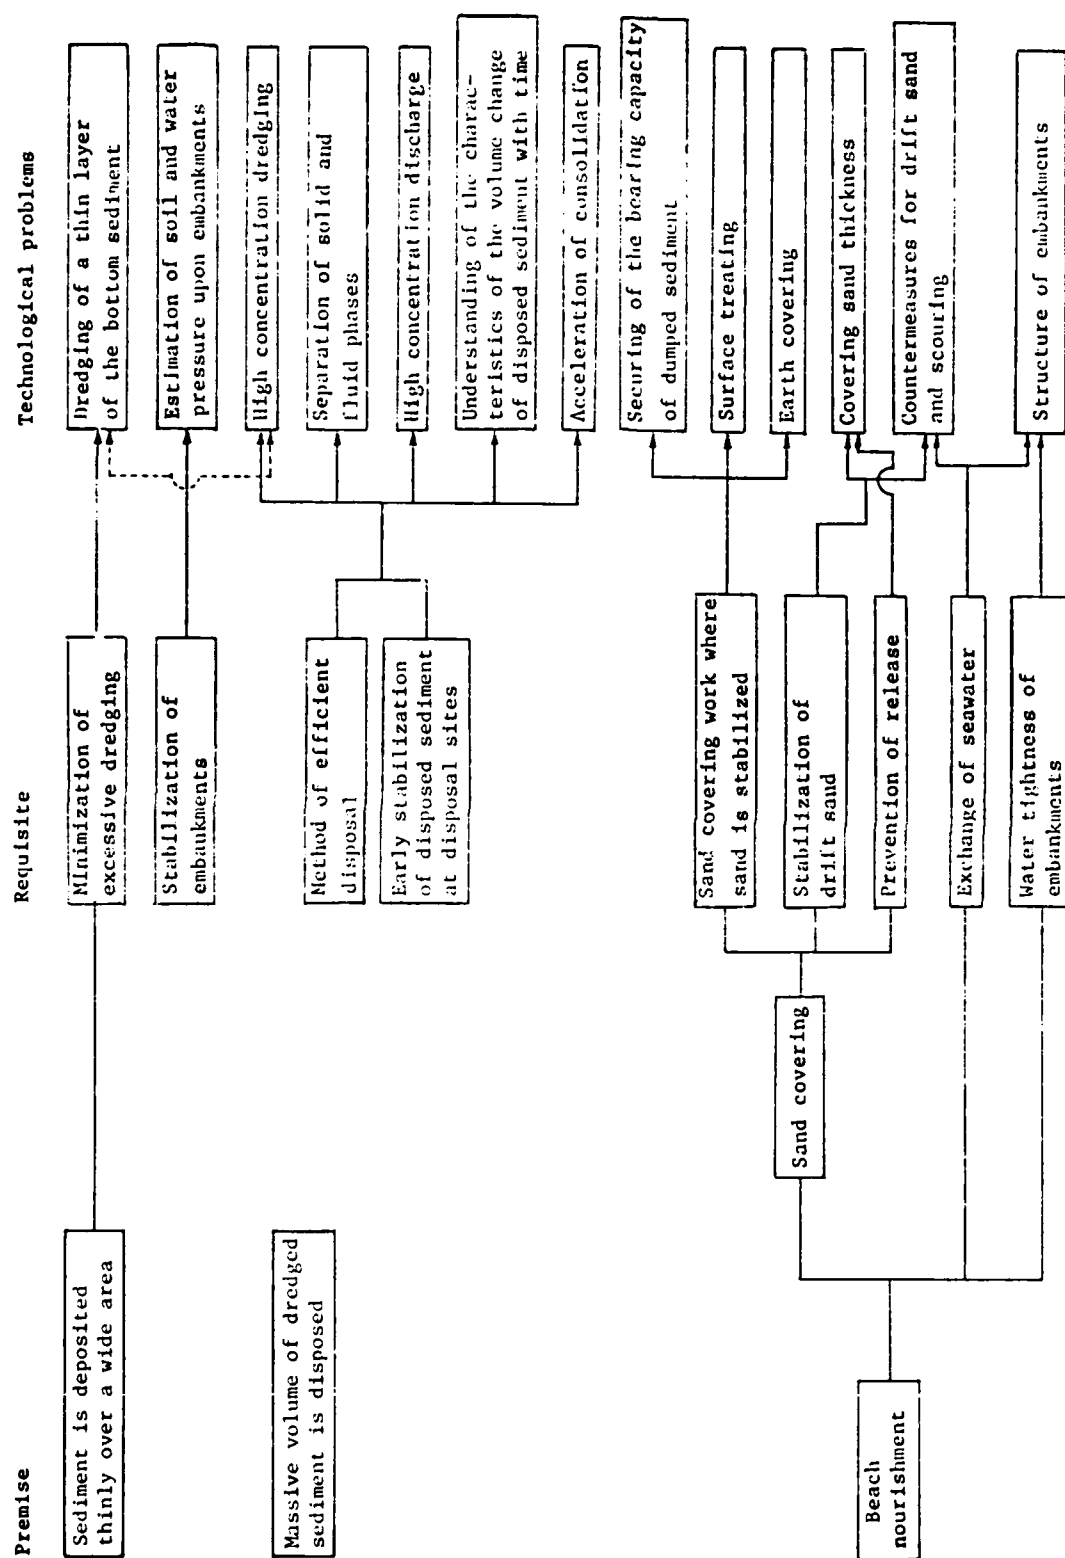 Premise
Requisite
Technological problems
Sediment is deposited
thinly over a wide area
Massive volume of dredged
sediment is disposed
Beach
nourishment
Sand covering
Minimization of
excessive dredging
Stabilization of
embankments
Method of efficient
disposal
Early stabilization
of disposed sediment
at disposal sites
Sand covering work where
sand is stabilized
Stabilization of
drift sand
Prevention of release
Exchange of seawater
Water tightness of
embankments
Dredging of a thin layer
of the bottom sediment
Estimation of soil and water
pressure upon embankments
High concentration dredging
Separation of solid and
fluid phases
High concentration discharge
Understanding of the charac-
teristics of the volume change
of disposed sediment with time
Acceleration of consolidation
Securing of the bearing capacity
of dumped sediment
Surface treating
Earth covering
Covering sand thickness
Countermeasures for drift sand
and scouring
Structure of embankments